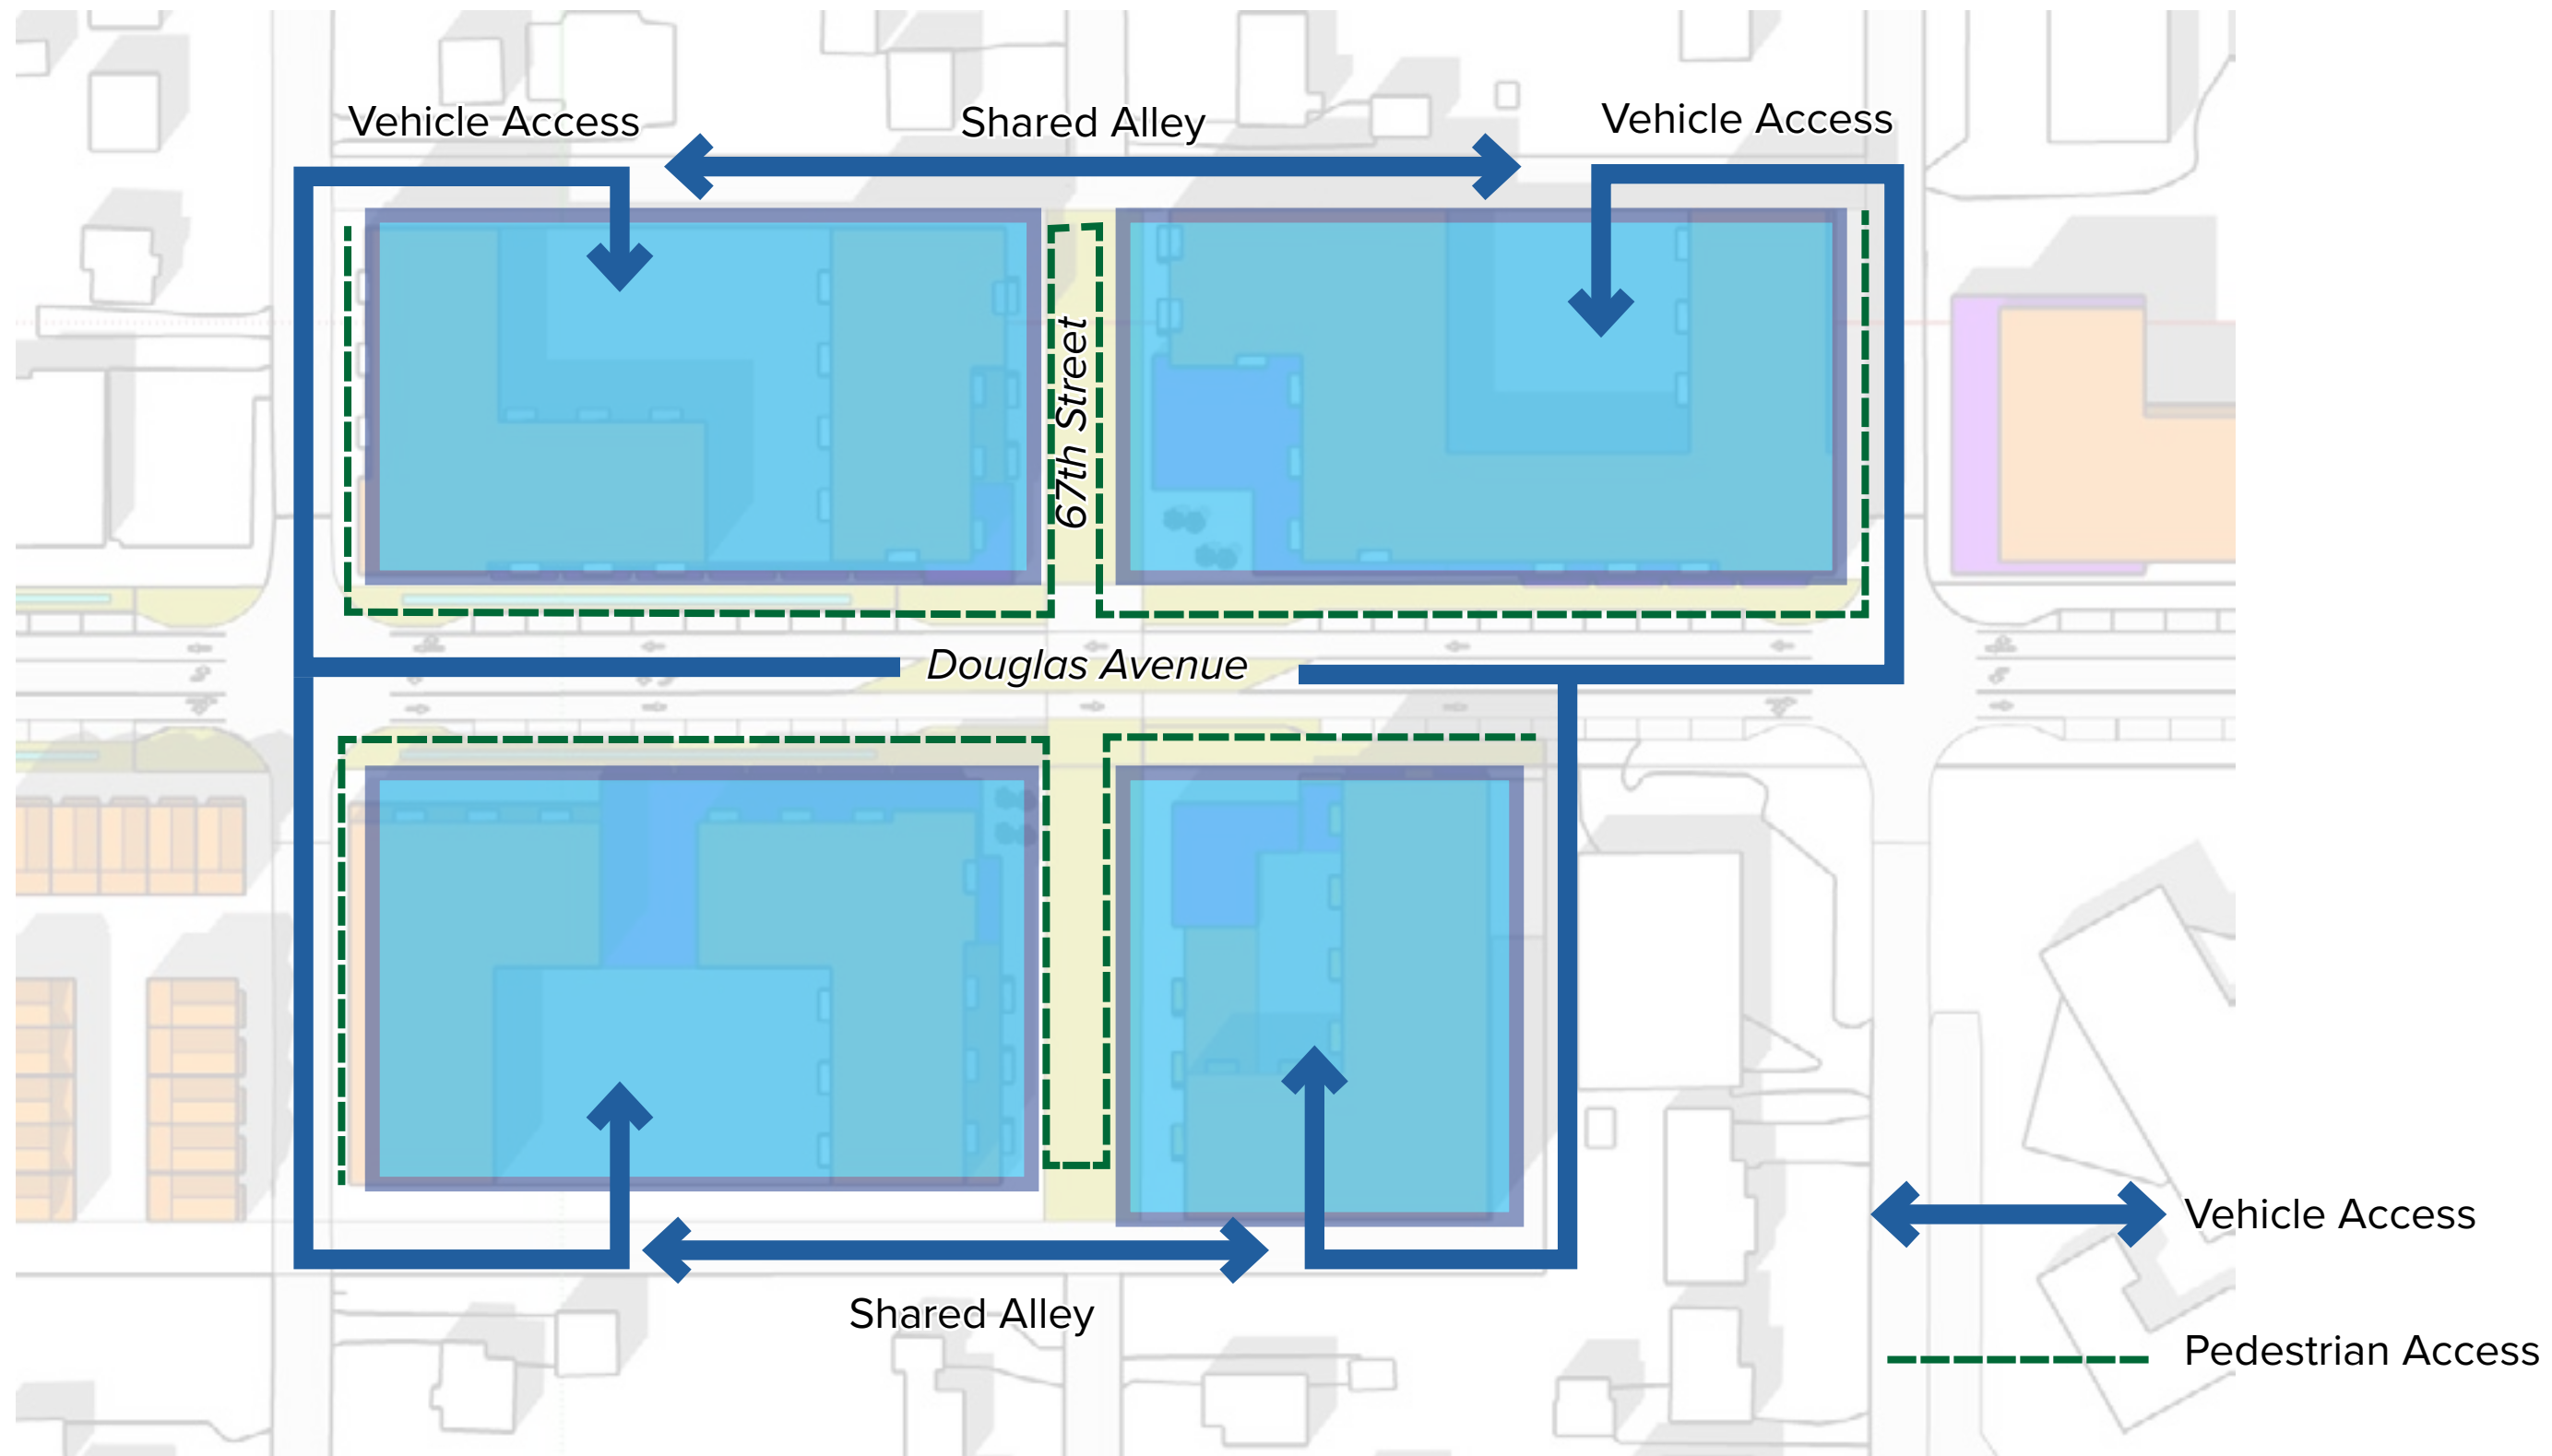 Vehicle Access
Shared Alley
Vehicle Access
67th Street
Douglas Avenue
Shared Alley
Vehicle Access
Pedestrian Access